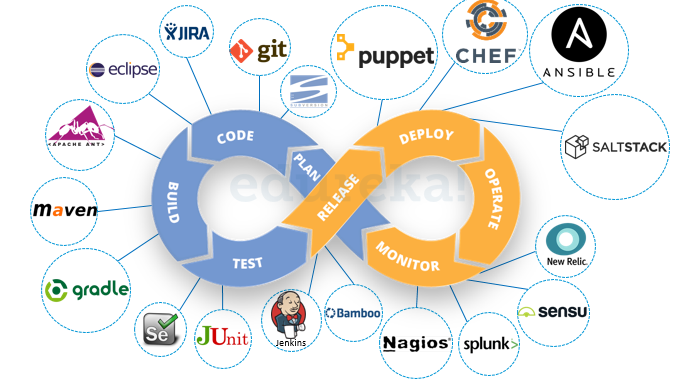 JIRA
git
puppet
CHEF
ANSIBLE
eclipse
SUBVERSION
<APACHE ANT>
CODE
PLAN
DEPLOY
SALTSTACK
edureka!
maven
BUILD
RELEASE
OPERATE
TEST
MONITOR
New Relic.
gradle
Se
JUnit
Jenkins
Bamboo
Nagios®
splunk>
sensu